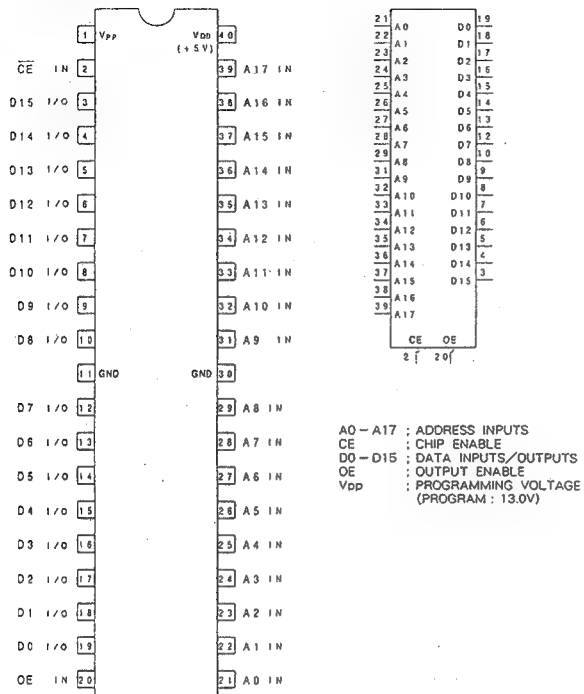 1 VPP VDD 40
(+5V)
CE IN 2 39 A17 IN
D15 I/O 3 38 A16 IN
D14 I/O 4 37 A15 IN
D13 I/O 5 36 A14 IN
D12 I/O 6 35 A13 IN
D11 I/O 7 34 A12 IN
D10 I/O 8 33 A11 IN
D9 I/O 9 32 A10 IN
D8 I/O 10 31 A9 IN
11 GND GND 30
D7 I/O 12 29 A8 IN
D6 I/O 13 28 A7 IN
D5 I/O 14 27 A6 IN
D4 I/O 15 26 A5 IN
D3 I/O 16 25 A4 IN
D2 I/O 17 24 A3 IN
D1 I/O 18 23 A2 IN
D0 I/O 19 22 A1 IN
OE IN 20 21 A0 IN
21 A0 D0 19
22 A1 D1 18
23 A2 D2 17
24 A3 D3 16
25 A4 D4 15
26 A5 D5 14
27 A6 D6 13
28 A7 D7 12
29 A8 D8 10
31 A9 D9 9
32 A10 D10 8
33 A11 D11 7
34 A12 D12 6
35 A13 D13 5
36 A14 D14 4
37 A15 D15 3
38 A16
39 A17
CE OE
2 20
A0-A17 ; ADDRESS INPUTS
CE ; CHIP ENABLE
D0-D15 ; DATA INPUTS/OUTPUTS
OE ; OUTPUT ENABLE
Vpp ; PROGRAMMING VOLTAGE
(PROGRAM : 13.0V)